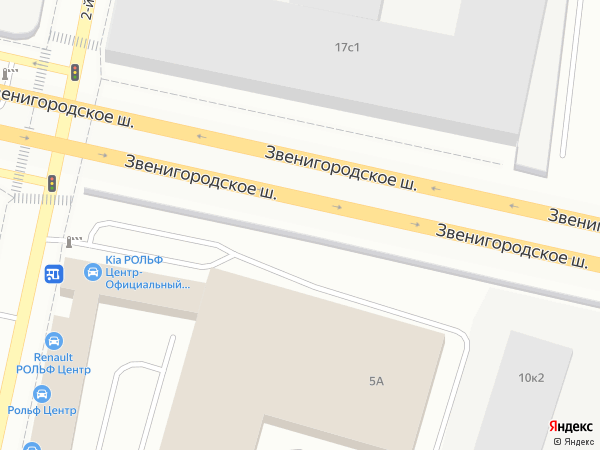 2-й
17с1
Звенигородское ш.
Звенигородское ш.
Звенигородское ш.
Звениг
Звенигородское ш.
Kia РОЛЬФ
Центр-
Официальный...
Renault
РОЛЬФ Центр
Рольф Центр
5А
10к2
Яндекс
© Яндекс